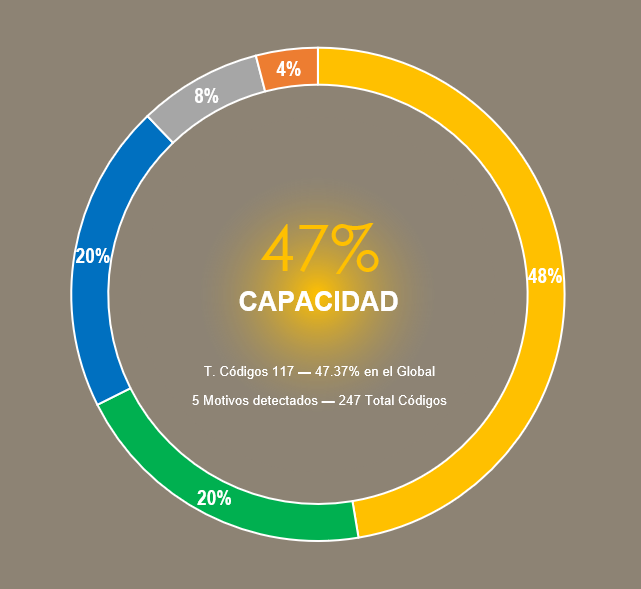 4%
8%
20%
48%
47%
CAPACIDAD
T. Códigos 117 — 47.37% en el Global
5 Motivos detectados — 247 Total Códigos
20%